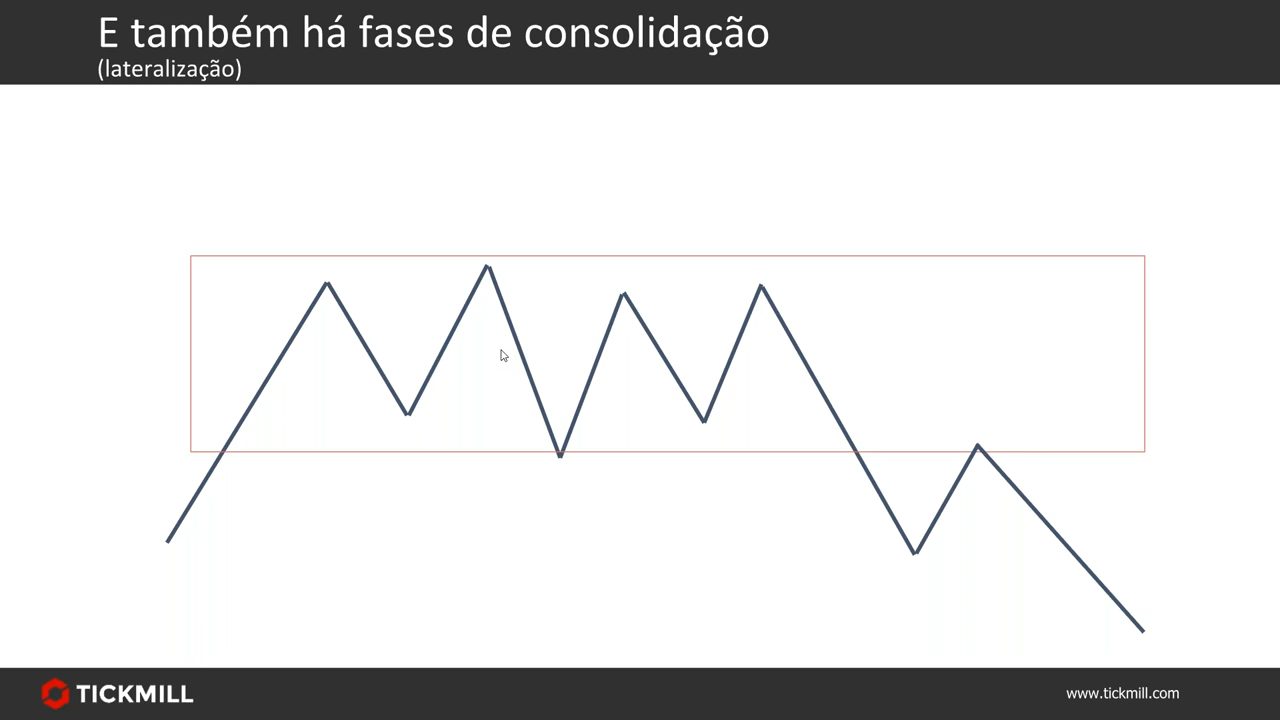 E também há fases de consolidação
(lateralização)
TICKMILL
www.tickmill.com